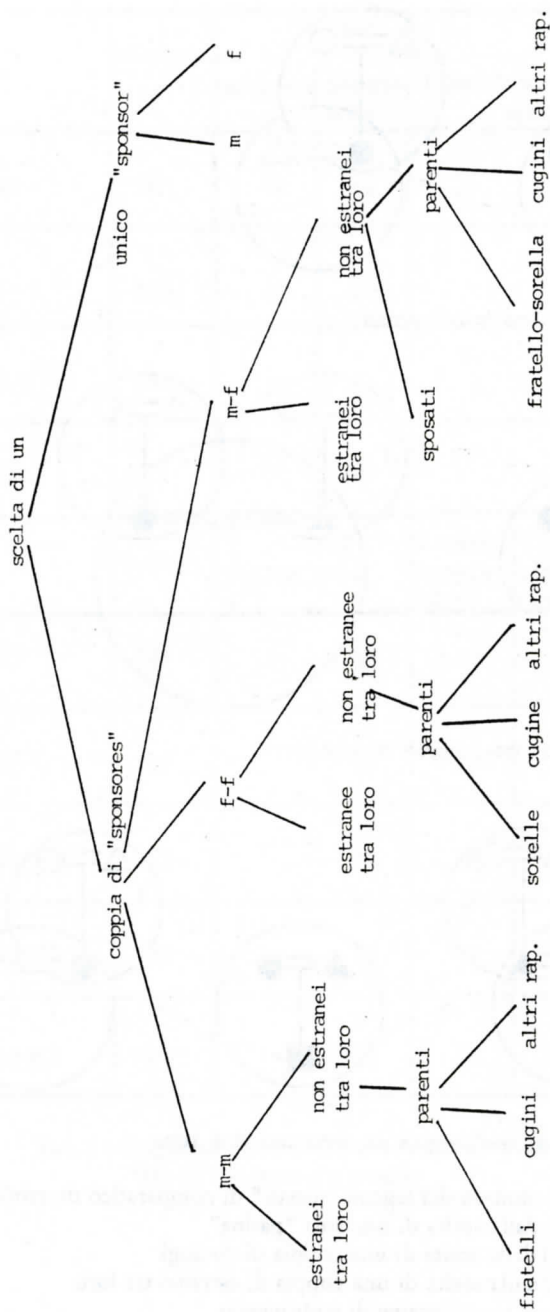 scelta di un
coppia di "sponsores"
unico "sponsor"
m-m
f-f
m-f
m
f
estranei
tra loro
non estranei
tra loro
estranee
tra loro
non estranee
tra loro
estranei
tra loro
non estranei
tra loro
parenti
parenti
sposati
parenti
fratelli
cugini
altri rap.
sorelle
cugine
altri rap.
fratello-sorella
cugini
altri rap.